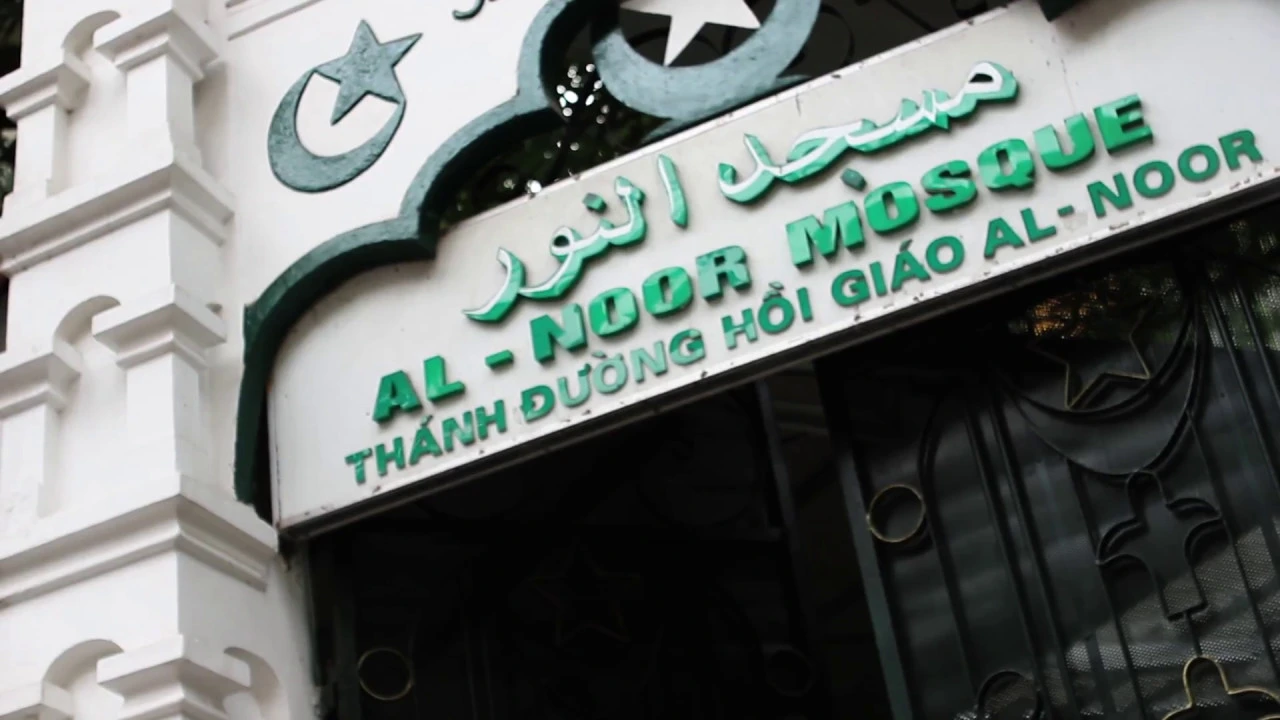 مسجد النور
AL - NOOR MOSQUE
THÁNH ĐƯỜNG HỒI GIÁO AL- NOOR